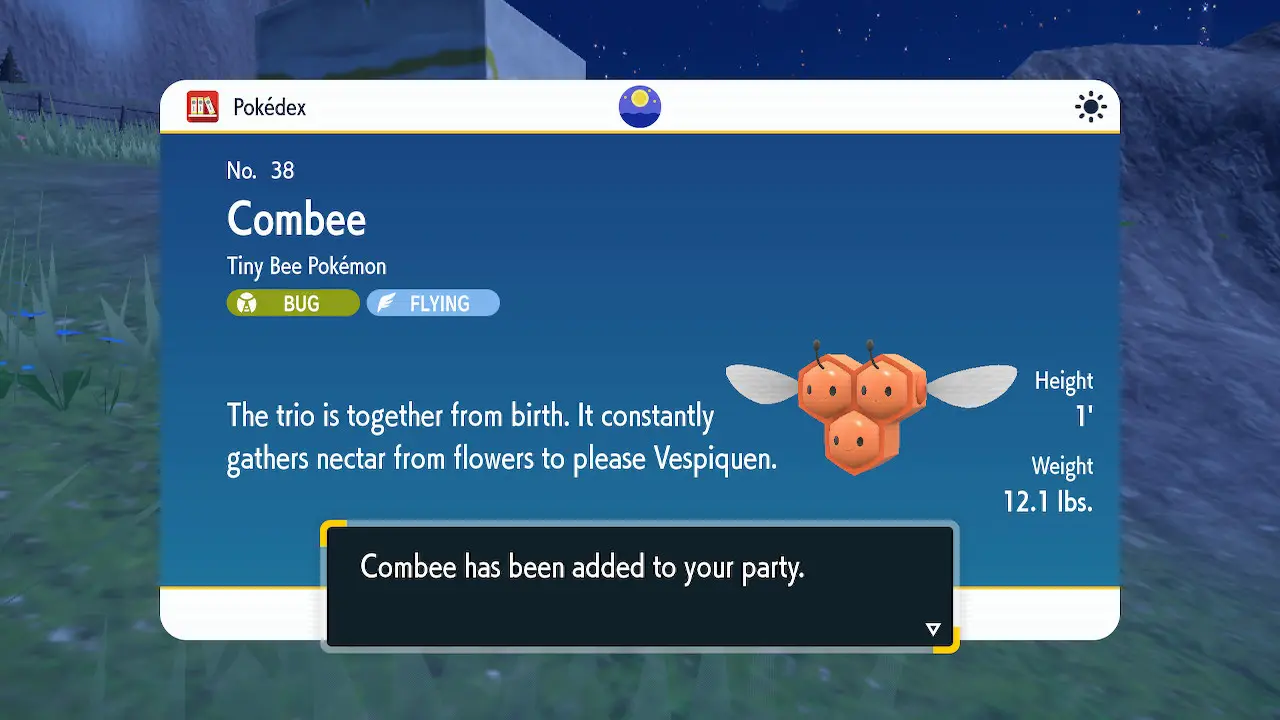 Pokédex
No. 38
Combee
Tiny Bee Pokémon
BUG FLYING
Height
1'
The trio is together from birth. It constantly
gathers nectar from flowers to please Vespiquen.
Weight
12.1 lbs.
Combee has been added to your party.